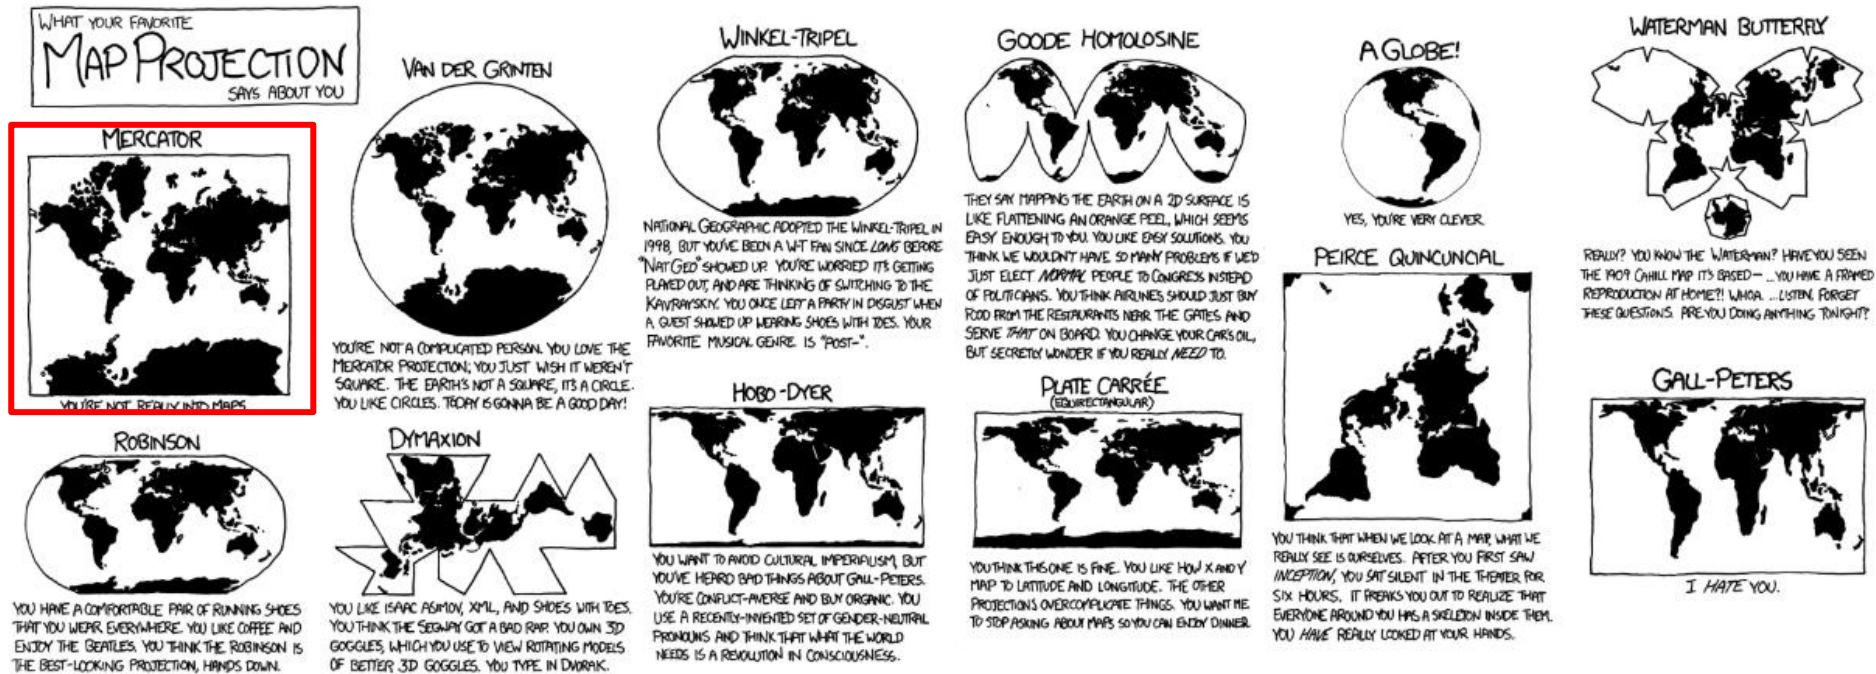 WHAT YOUR FAVORITE
MAP PROJECTION
SAYS ABOUT YOU
MERCATOR
YOU'RE NOT REALLY INTO MAPS.
VAN DER GRINTEN
YOU'RE NOT A COMPLICATED PERSON. YOU LOVE THE
MERCATOR PROJECTION; YOU JUST WISH IT WEREN'T
SQUARE. THE EARTH'S NOT A SQUARE, IT'S A CIRCLE.
YOU LIKE CIRCLES. TODAY IS GONNA BE A GOOD DAY!
ROBINSON
YOU HAVE A COMFORTABLE PAIR OF RUNNING SHOES
THAT YOU WEAR EVERYWHERE. YOU LIKE COFFEE AND
ENJOY THE BEATLES. YOU THINK THE ROBINSON IS
THE BEST-LOOKING PROJECTION, HANDS DOWN.
DYMAXION
YOU LIKE ISAAC ASIMOV, XML, AND SHOES WITH TOES.
YOU THINK THE SEGWAY GOT A BAD RAP. YOU OWN 3D
GOGGLES, WHICH YOU USE TO VIEW ROTATING MODELS
OF BETTER 3D GOGGLES. YOU TYPE IN DVORAK.
WINKEL-TRIPEL
NATIONAL GEOGRAPHIC ADOPTED THE WINKEL-TRIPEL IN
1998, BUT YOU'VE BEEN A W-T FAN SINCE LONG BEFORE
"NAT GEO" SHOWED UP. YOU'RE WORRIED IT'S GETTING
PLAYED OUT, AND ARE THINKING OF SWITCHING TO THE
KAVRAYSKIY. YOU ONCE LEFT A PARTY IN DISGUST WHEN
A GUEST SHOWED UP WEARING SHOES WITH TOES. YOUR
FAVORITE MUSICAL GENRE IS "POST-".
HOBO-DYER
YOU WANT TO AVOID CULTURAL IMPERIALISM, BUT
YOU'VE HEARD BAD THINGS ABOUT GALL-PETERS.
YOU'RE CONFLICT-AVERSE AND BUY ORGANIC. YOU
USE A RECENTLY-INVENTED SET OF GENDER-NEUTRAL
PRONOUNS AND THINK THAT WHAT THE WORLD
NEEDS IS A REVOLUTION IN CONSCIOUSNESS.
GOODE HOMOLOSINE
THEY SAY MAPPING THE EARTH ON A 2D SURFACE IS
LIKE FLATTENING AN ORANGE PEEL, WHICH SEEMS
EASY ENOUGH TO YOU. YOU LIKE EASY SOLUTIONS. YOU
THINK WE WOULDN'T HAVE SO MANY PROBLEMS IF WE'D
JUST ELECT NORMAL PEOPLE TO CONGRESS INSTEAD
OF POLITICIANS. YOU THINK AIRLINES SHOULD JUST BUY
FOOD FROM THE RESTAURANTS NEAR THE GATES AND
SERVE THAT ON BOARD. YOU CHANGE YOUR CAR'S OIL,
BUT SECRETLY WONDER IF YOU REALLY NEED TO.
PLATE CARRÉE
(EQUIRECTANGULAR)
YOU THINK THIS ONE IS FINE. YOU LIKE HOW X AND Y
MAP TO LATITUDE AND LONGITUDE. THE OTHER
PROJECTIONS OVERCOMPLICATE THINGS. YOU WANT ME
TO STOP ASKING ABOUT MAPS SO YOU CAN ENJOY DINNER.
A GLOBE!
YES, YOU'RE VERY CLEVER.
PEIRCE QUINCUNCIAL
YOU THINK THAT WHEN WE LOOK AT A MAP, WHAT WE
REALLY SEE IS OURSELVES. AFTER YOU FIRST SAW
INCEPTION, YOU SAT SILENT IN THE THEATER FOR
SIX HOURS. IT FREAKS YOU OUT TO REALIZE THAT
EVERYONE AROUND YOU HAS A SKELETON INSIDE THEM.
YOU HAVE REALLY LOOKED AT YOUR HANDS.
WATERMAN BUTTERFLY
REALLY? YOU KNOW THE WATERMAN? HAVE YOU SEEN
THE 1909 CAHILL MAP IT'S BASED— ...YOU HAVE A FRAMED
REPRODUCTION AT HOME?! WHOA. ...LISTEN, FORGET
THESE QUESTIONS. ARE YOU DOING ANYTHING TONIGHT?
GALL-PETERS
I HATE YOU.